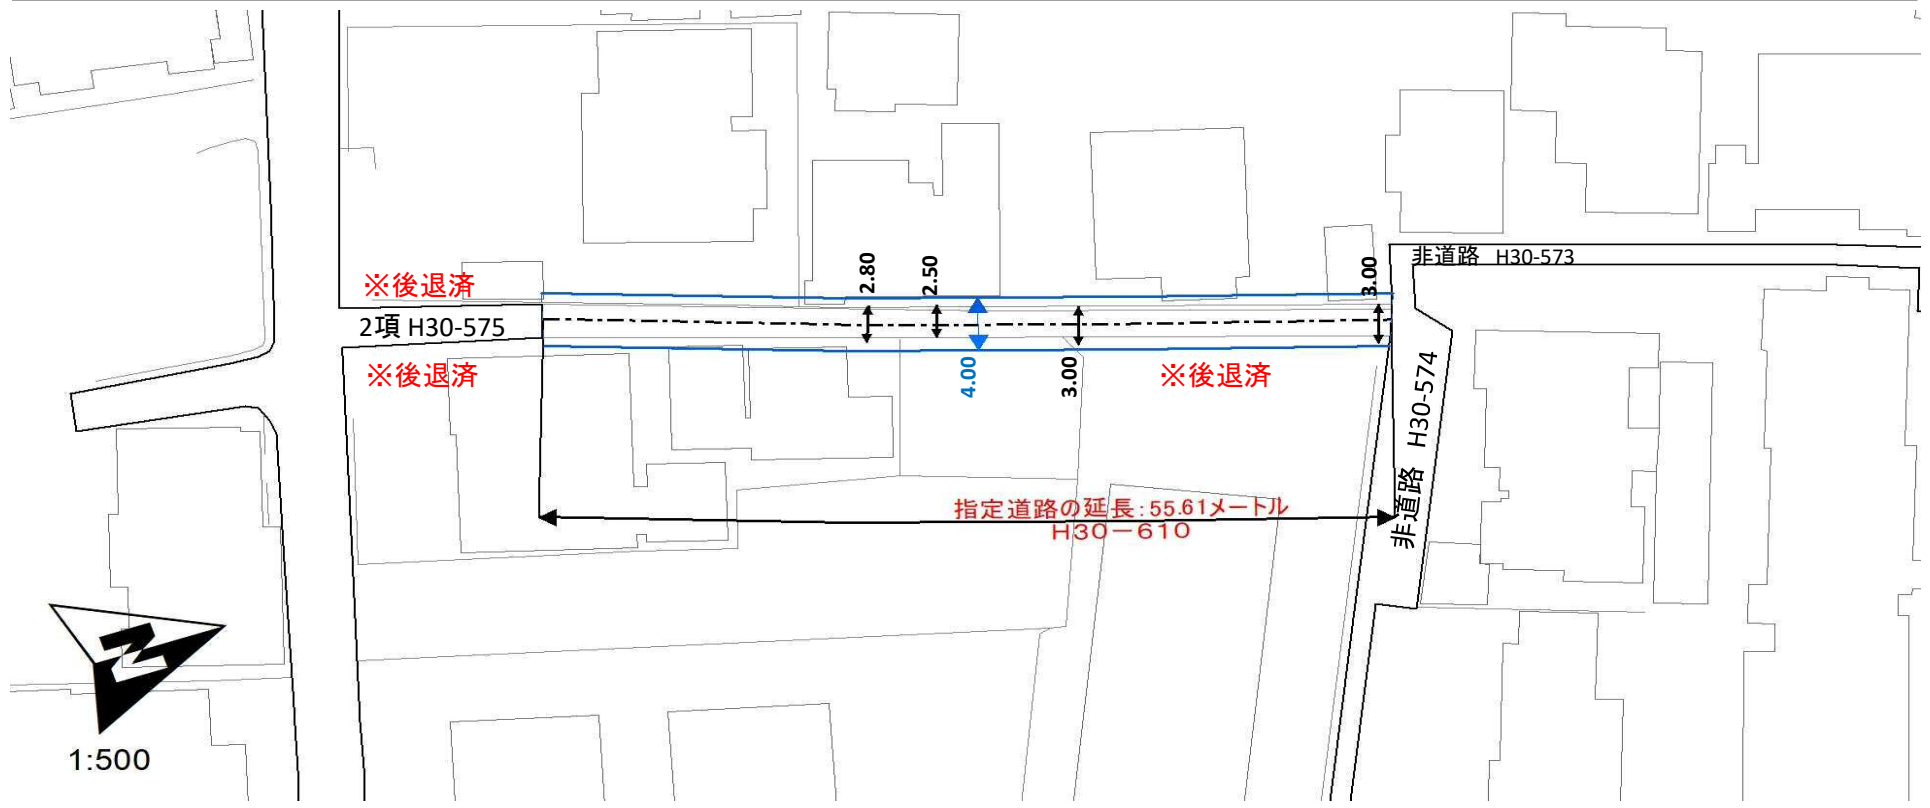 非道路 H30-573
※後退済
2.80
2.50
3.00
2項 H30-575
※後退済
4.00
3.00
※後退済
非道路 H30-574
指定道路の延長:55.61メートル
H30-610
N
1:500